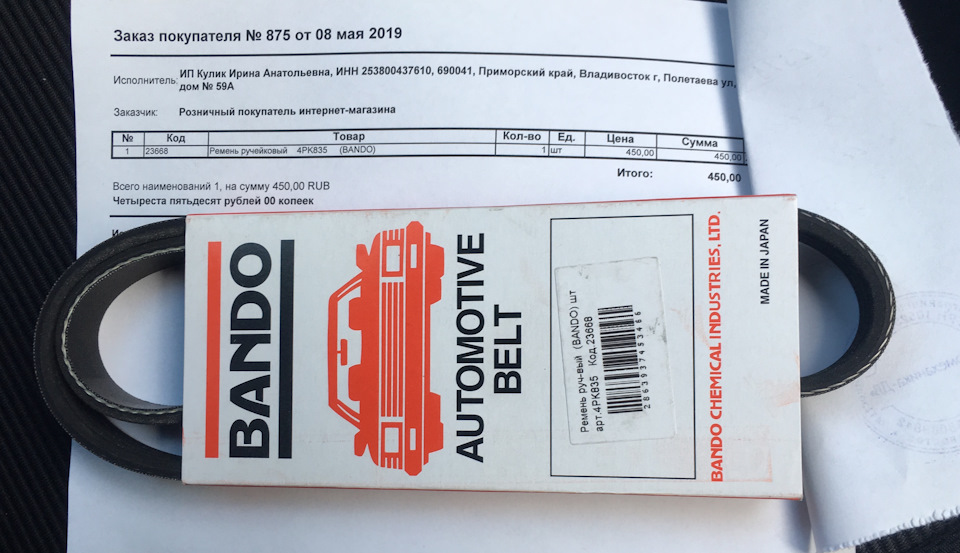 Заказ покупателя № 875 от 08 мая 2019
Исполнитель: ИП Кулик Ирина Анатольевна, ИНН 253800437610, 690041, Приморский край, Владивосток г, Полетаева ул,
дом № 59А
Заказчик: Розничный покупатель интернет-магазина
№ Код Товар Кол-во Ед. Цена Сумма
1 23668 Ремень ручейковый 4PK835 (BANDO) 1 шт 450,00 450,00
Итого: 450,00
Всего наименований 1, на сумму 450,00 RUB
Четыреста пятьдесят рублей 00 копеек
BANDO
AUTOMOTIVE
BELT
Ремень руч-вый (BANDO) шт
арт.4PK835 Код.23668
2863937453466
BANDO CHEMICAL INDUSTRIES, LTD.
MADE IN JAPAN